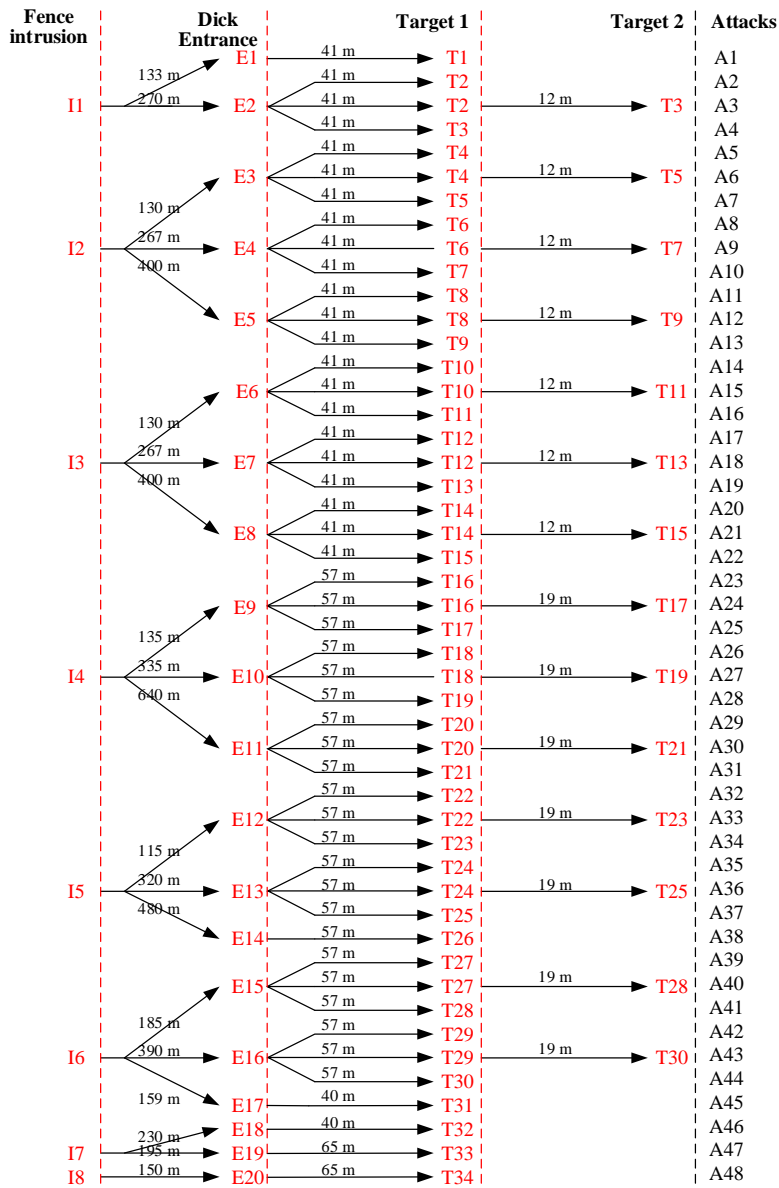 Fence intrusion Dick Entrance Target 1 Target 2 Attacks
E1 41 m T1 A1
133 m 41 m T2 A2
I1 270 m E2 41 m T2 12 m T3 A3
41 m T3 A4
41 m T4 A5
E3 41 m T4 12 m T5 A6
130 m 41 m T5 A7
41 m T6 A8
I2 267 m E4 41 m T6 12 m T7 A9
400 m 41 m T7 A10
41 m T8 A11
E5 41 m T8 12 m T9 A12
41 m T9 A13
41 m T10 A14
E6 41 m T10 12 m T11 A15
130 m 41 m T11 A16
41 m T12 A17
I3 267 m E7 41 m T12 12 m T13 A18
400 m 41 m T13 A19
41 m T14 A20
E8 41 m T14 12 m T15 A21
41 m T15 A22
57 m T16 A23
E9 57 m T16 19 m T17 A24
135 m 57 m T17 A25
57 m T18 A26
I4 335 m E10 57 m T18 19 m T19 A27
640 m 57 m T19 A28
57 m T20 A29
E11 57 m T20 19 m T21 A30
57 m T21 A31
57 m T22 A32
E12 57 m T22 19 m T23 A33
115 m 57 m T23 A34
57 m T24 A35
I5 320 m E13 57 m T24 19 m T25 A36
480 m 57 m T25 A37
E14 57 m T26 A38
57 m T27 A39
E15 57 m T27 19 m T28 A40
185 m 57 m T28 A41
57 m T29 A42
I6 390 m E16 57 m T29 19 m T30 A43
57 m T30 A44
159 m E17 40 m T31 A45
230 m E18 40 m T32 A46
I7 195 m E19 65 m T33 A47
I8 150 m E20 65 m T34 A48